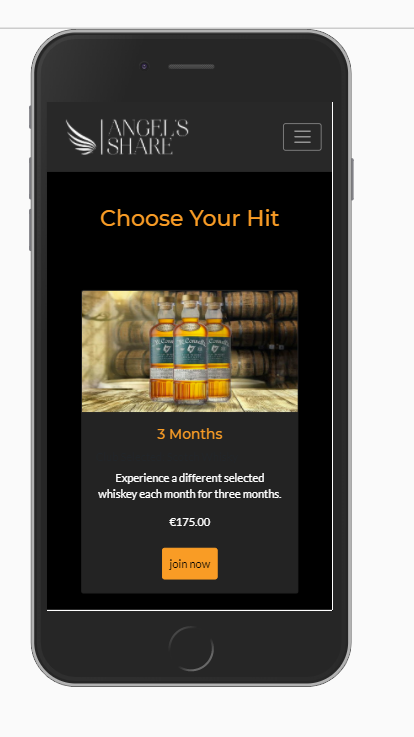 ANGEL'S
SHARE
Choose Your Hit
McConnell's
3 Months
Experience a different selected
whiskey each month for three months.
€175.00
join now